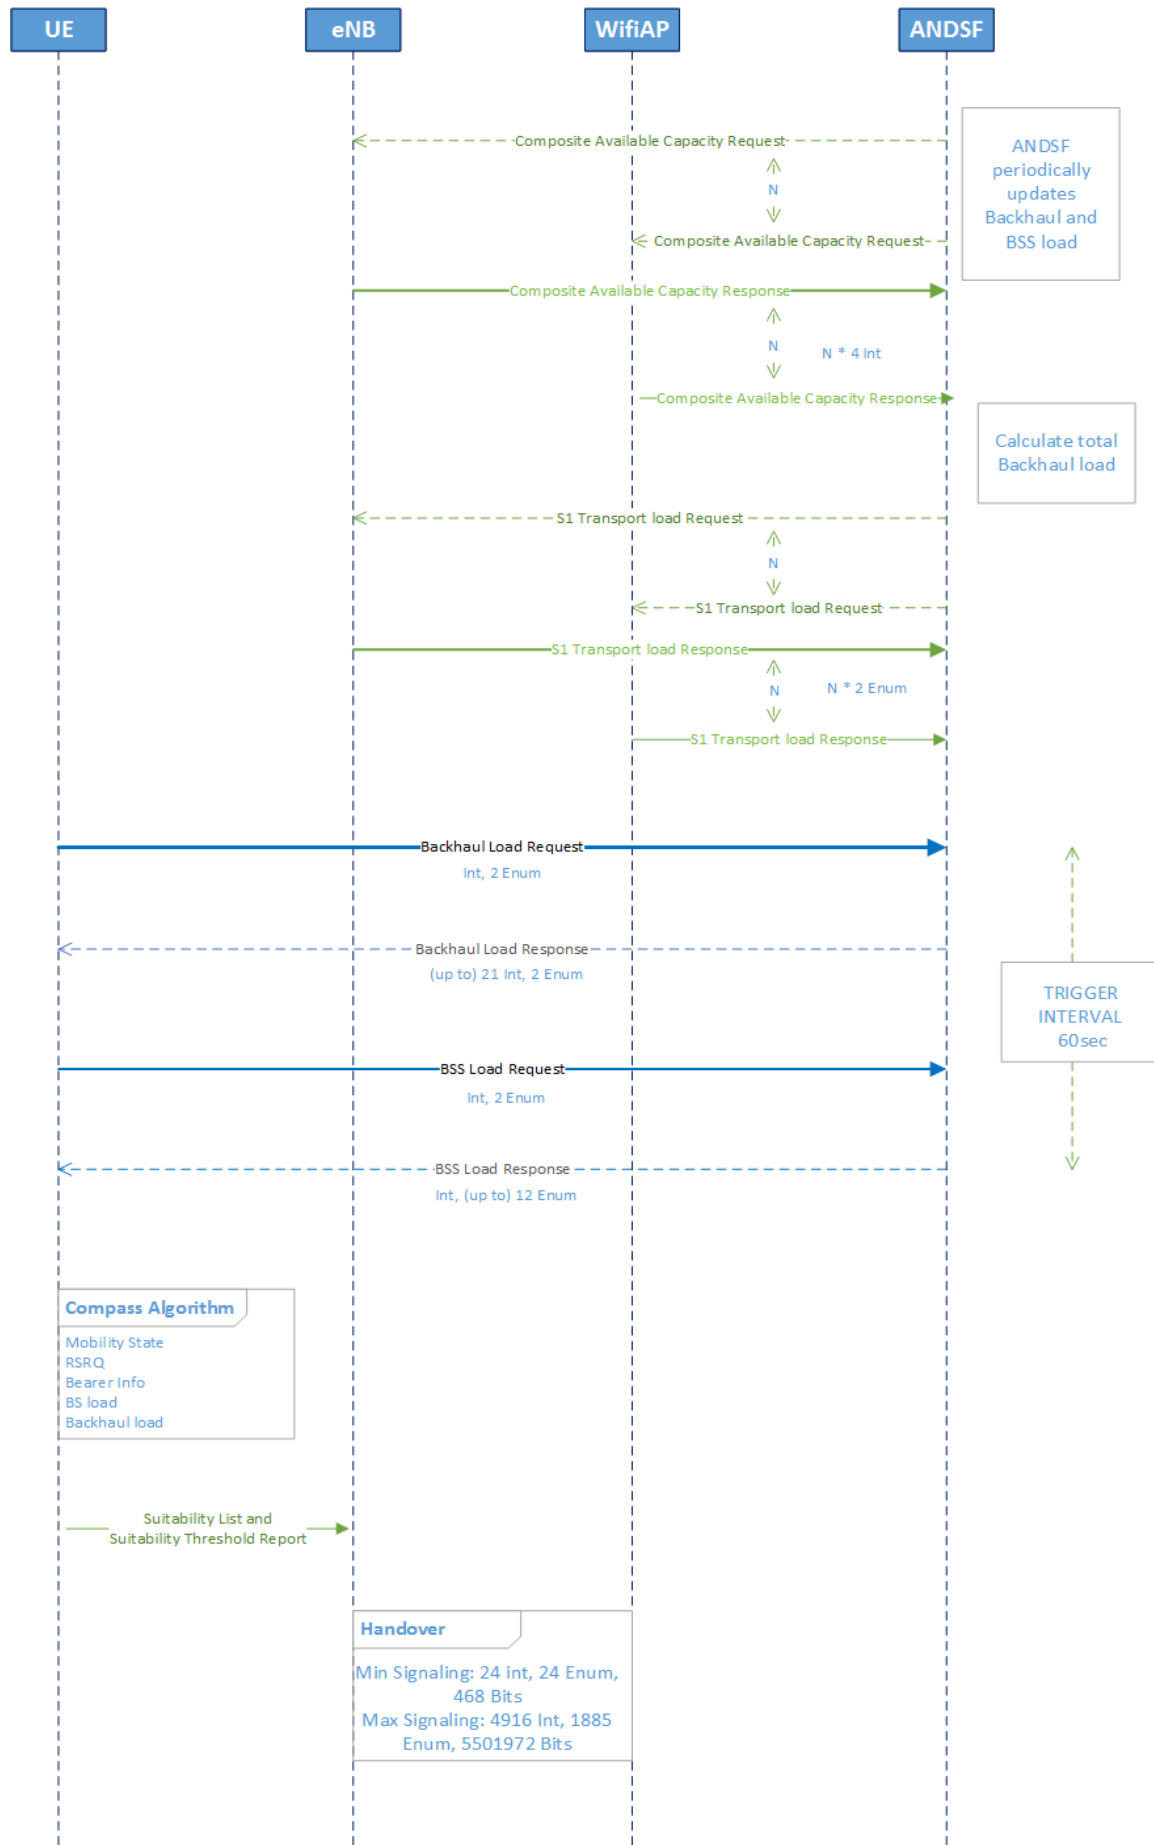 UE
eNB
WifiAP
ANDSF
Composite Available Capacity Request
ANDSF
periodically
updates
Backhaul and
BSS load
N
Composite Available Capacity Request
Composite Available Capacity Response
N
N * 4 Int
Composite Available Capacity Response
Calculate total
Backhaul load
S1 Transport load Request
N
S1 Transport load Request
S1 Transport load Response
N
N * 2 Enum
S1 Transport load Response
Backhaul Load Request
Int, 2 Enum
Backhaul Load Response
(up to) 21 Int, 2 Enum
TRIGGER
INTERVAL
60sec
BSS Load Request
Int, 2 Enum
BSS Load Response
Int, (up to) 12 Enum
Compass Algorithm
Mobility State
RSRQ
Bearer Info
BS load
Backhaul load
Suitability List and
Suitability Threshold Report
Handover
Min Signaling: 24 int, 24 Enum,
468 Bits
Max Signaling: 4916 Int, 1885
Enum, 5501972 Bits